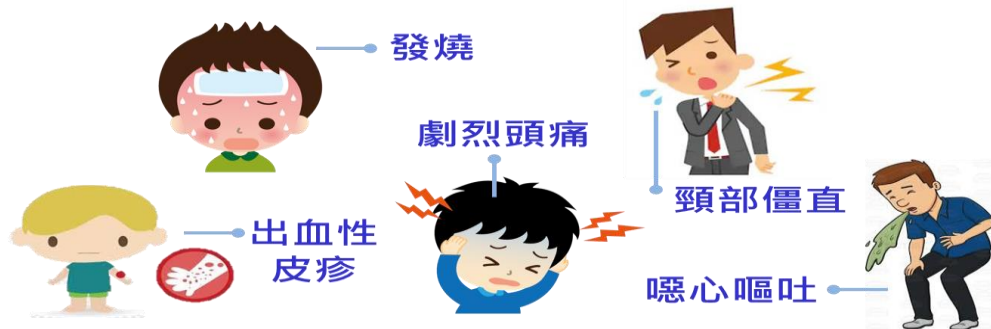 發燒
劇烈頭痛
頸部僵直
出血性
皮疹
噁心嘔吐